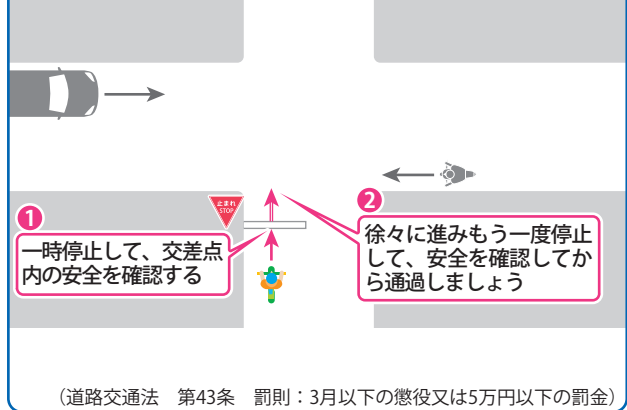 止まれ
STOP
1
一時停止して、交差点
内の安全を確認する
2
徐々に進みもう一度停止
して、安全を確認してか
ら通過しましょう
（道路交通法　第43条　罰則：3月以下の懲役又は5万円以下の罰金）